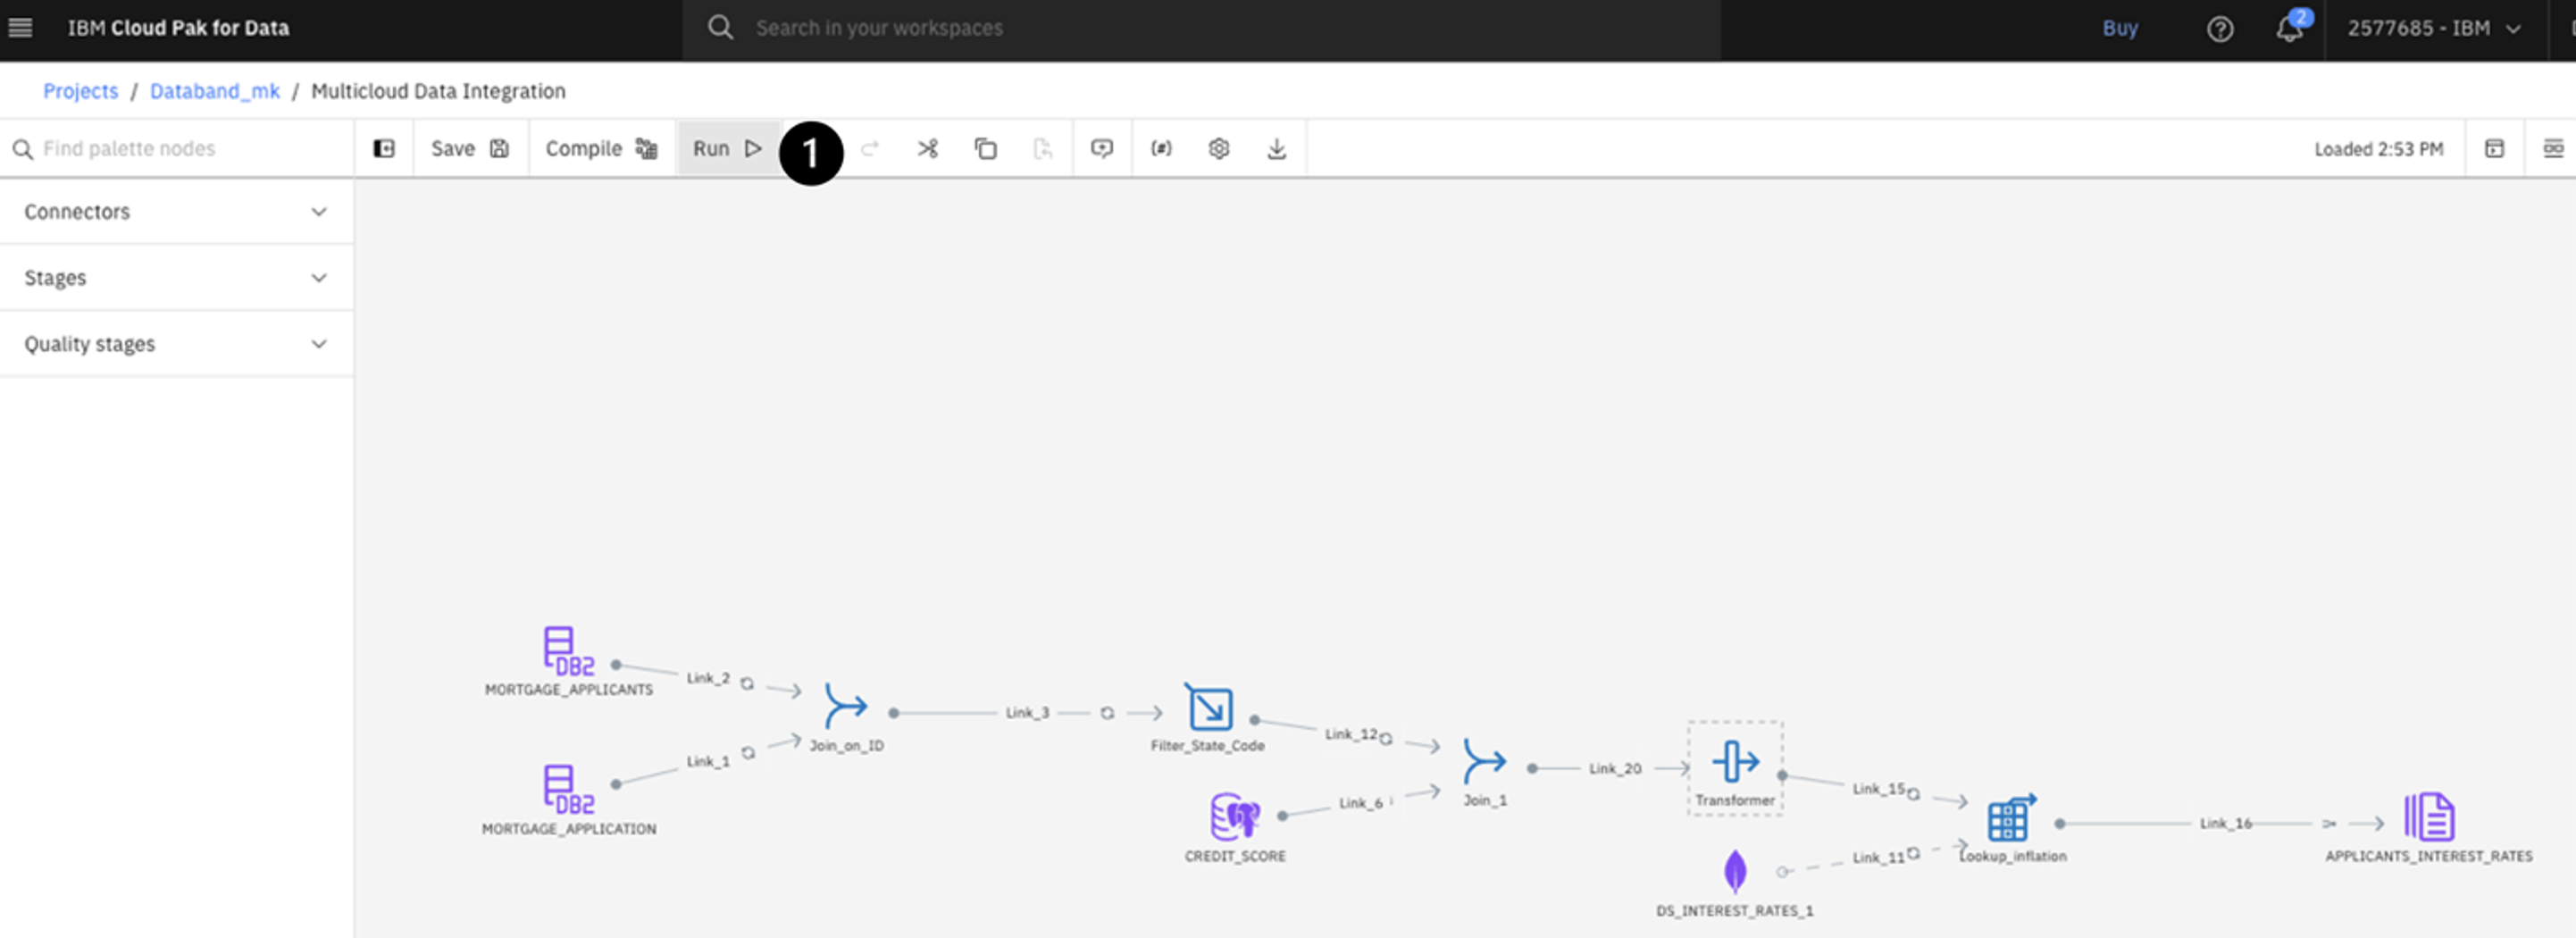 IBM Cloud Pak for Data
Search in your workspaces
Buy
2
2577685 - IBM
Projects / Databand_mk / Multicloud Data Integration
Find palette nodes
Save
Compile
Run
1
Loaded 2:53 PM
Connectors
Stages
Quality stages
DB2
MORTGAGE_APPLICANTS
Link_2
DB2
MORTGAGE_APPLICATION
Link_1
Join_on_ID
Link_3
Filter_State_Code
Link_12
CREDIT_SCORE
Link_6
Join_1
Link_20
Transformer
Link_15
DS_INTEREST_RATES_1
Link_11
Lookup_inflation
Link_16
APPLICANTS_INTEREST_RATES